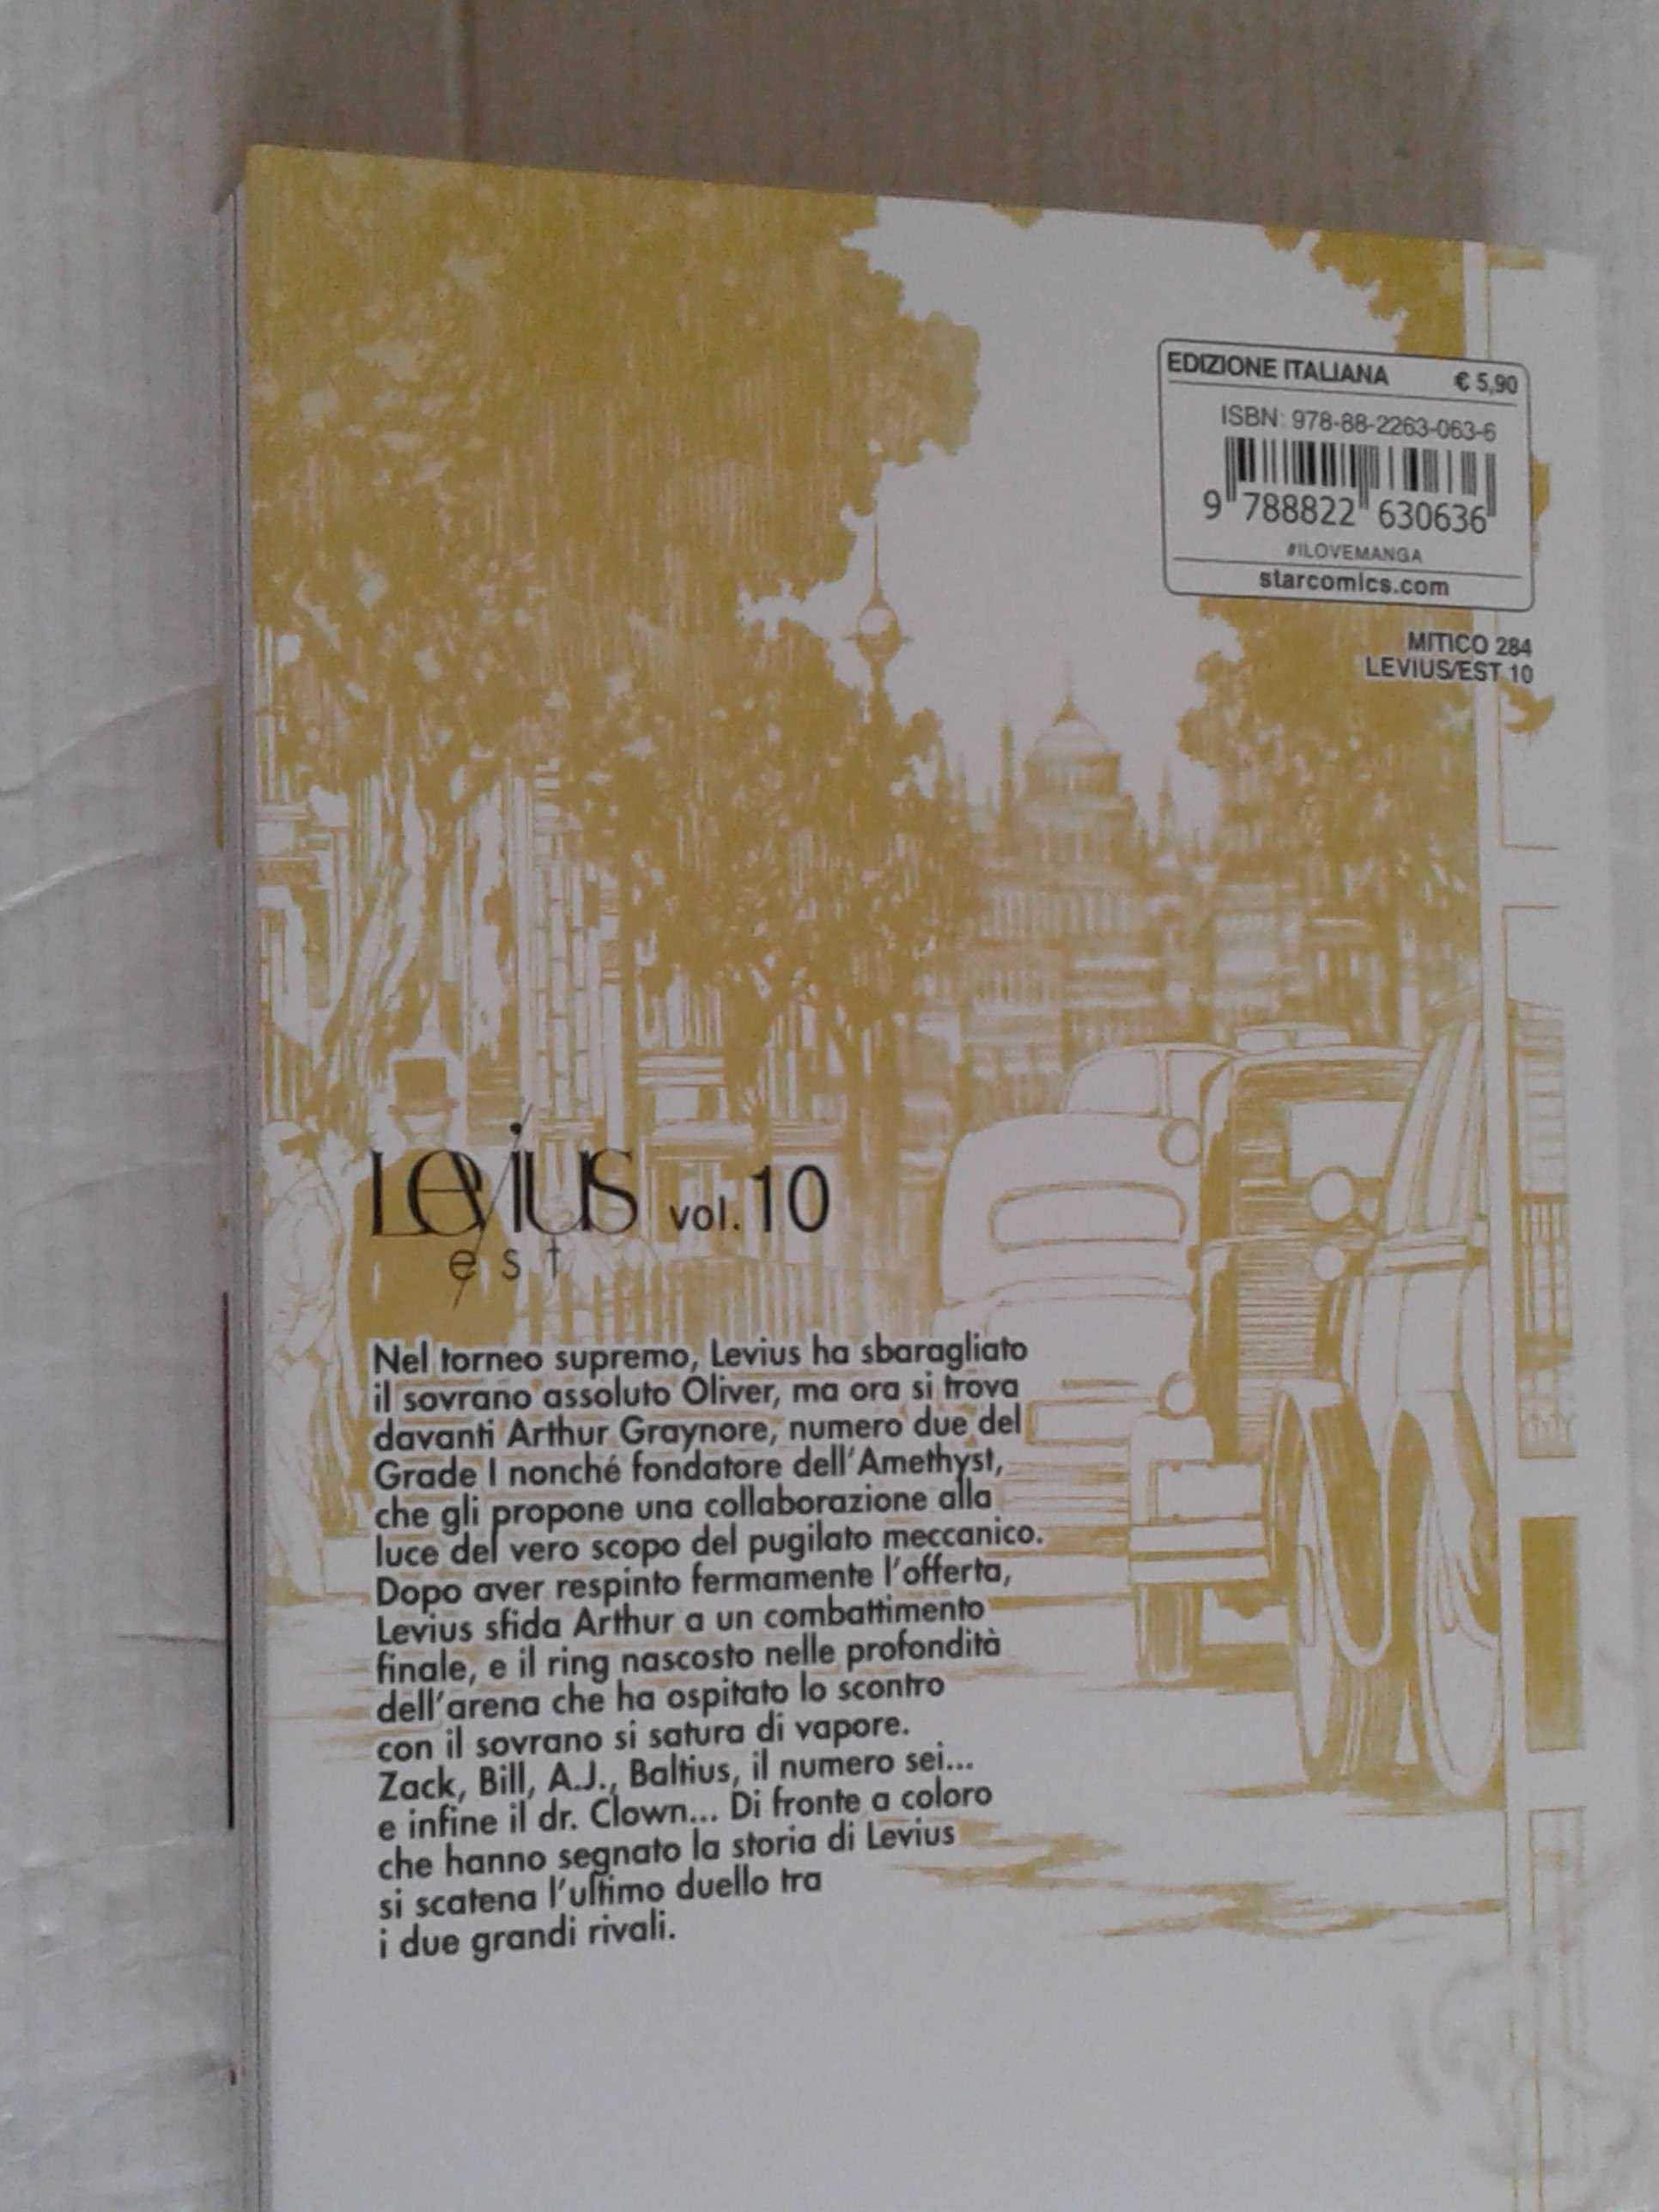 EDIZIONE ITALIANA € 5,90
ISBN: 978-88-2263-063-6
9 788822 630636
#ILOVEMANGA
starcomics.com
MITICO 284
LEVIUS/EST 10
Levius vol. 10
est
Nel torneo supremo, Levius ha sbaragliato
il sovrano assoluto Oliver, ma ora si trova
davanti Arthur Graynore, numero due del
Grade I nonché fondatore dell'Amethyst,
che gli propone una collaborazione alla
luce del vero scopo del pugilato meccanico.
Dopo aver respinto fermamente l'offerta,
Levius sfida Arthur a un combattimento
finale, e il ring nascosto nelle profondità
dell'arena che ha ospitato lo scontro
con il sovrano si satura di vapore.
Zack, Bill, A.J., Baltius, il numero sei...
e infine il dr. Clown... Di fronte a coloro
che hanno segnato la storia di Levius
si scatena l'ultimo duello tra
i due grandi rivali.